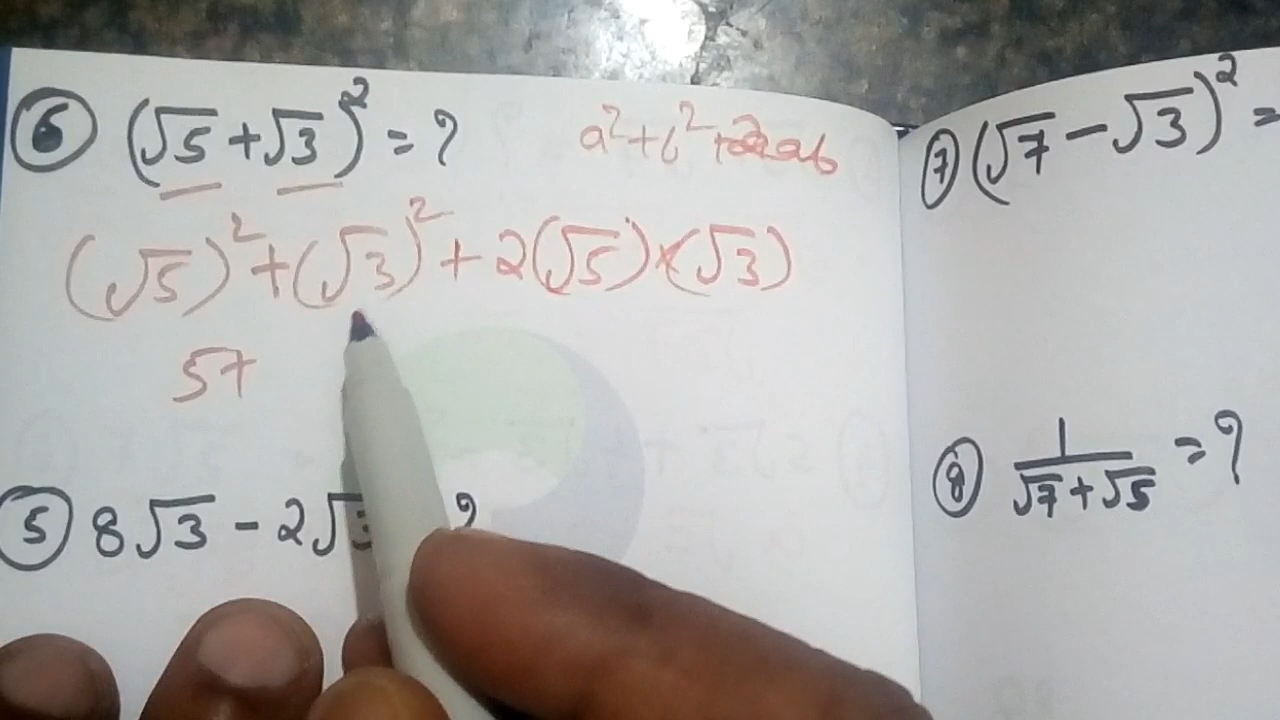 ⑥ (√5 + √3)² = ?
a² + b² + 2ab
(√5)² + (√3)² + 2(√5)×(√3)
5+
⑤ 8√3 - 2√3 ?
⑦ (√7 - √3)² =
⑧ 1/(√7 + √5) = ?